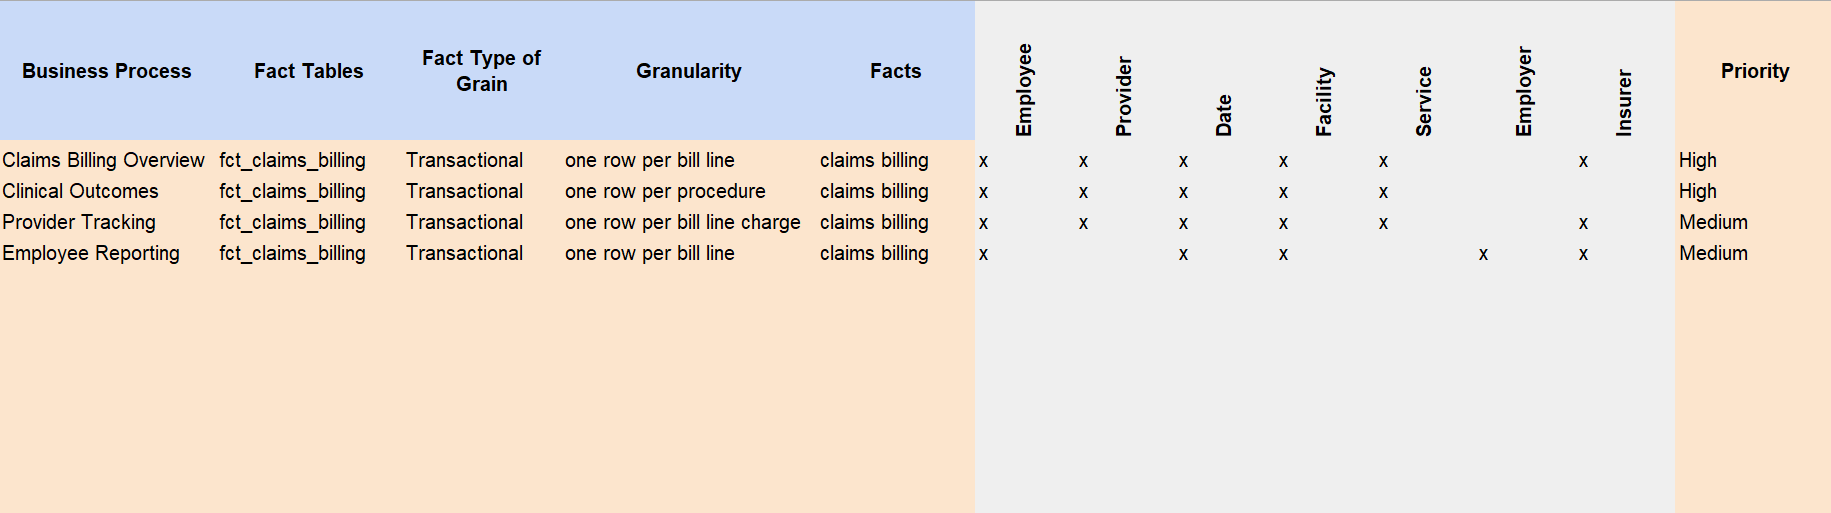 Business Process Fact Tables Fact Type of Grain Granularity Facts Employee Provider Date Facility Service Employer Insurer Priority
Claims Billing Overview fct_claims_billing Transactional one row per bill line claims billing x x x x x x High
Clinical Outcomes fct_claims_billing Transactional one row per procedure claims billing x x x x x High
Provider Tracking fct_claims_billing Transactional one row per bill line charge claims billing x x x x x x Medium
Employee Reporting fct_claims_billing Transactional one row per bill line claims billing x x x x x Medium